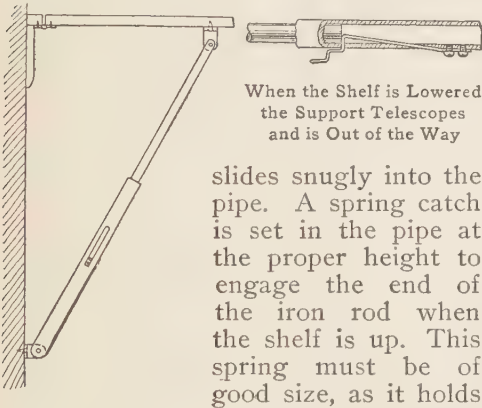 When the Shelf is Lowered
the Support Telescopes
and is Out of the Way
slides snugly into the
pipe. A spring catch
is set in the pipe at
the proper height to
engage the end of
the iron rod when
the shelf is up. This
spring must be of
good size, as it holds